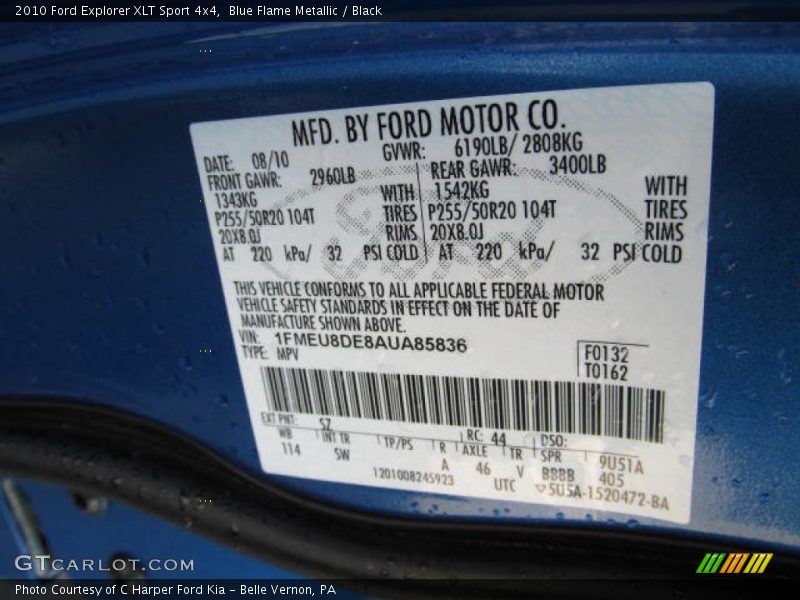 2010 Ford Explorer XLT Sport 4x4, Blue Flame Metallic / Black
MFD. BY FORD MOTOR CO.
DATE: 08/10 GVWR: 6190LB/ 2808KG
FRONT GAWR: 2960LB REAR GAWR: 3400LB
1343KG WITH 1542KG WITH
P255/50R20 104T TIRES P255/50R20 104T TIRES
20X8.0J RIMS 20X8.0J RIMS
AT 220 kPa/ 32 PSI COLD AT 220 kPa/ 32 PSI COLD
THIS VEHICLE CONFORMS TO ALL APPLICABLE FEDERAL MOTOR
VEHICLE SAFETY STANDARDS IN EFFECT ON THE DATE OF
MANUFACTURE SHOWN ABOVE.
VIN: 1FMEU8DE8AUA85836
TYPE: MPV
F0132
T0162
EXT PNT: SZ RC: 44 DSO:
WB INT TR TP/PS R AXLE TR SPR 9U51A
114 SW A 46 V BBBB 405
1201008245923 UTC ▽5U5A-1520472-BA
GTCARLOT.COM
Photo Courtesy of C Harper Ford Kia - Belle Vernon, PA